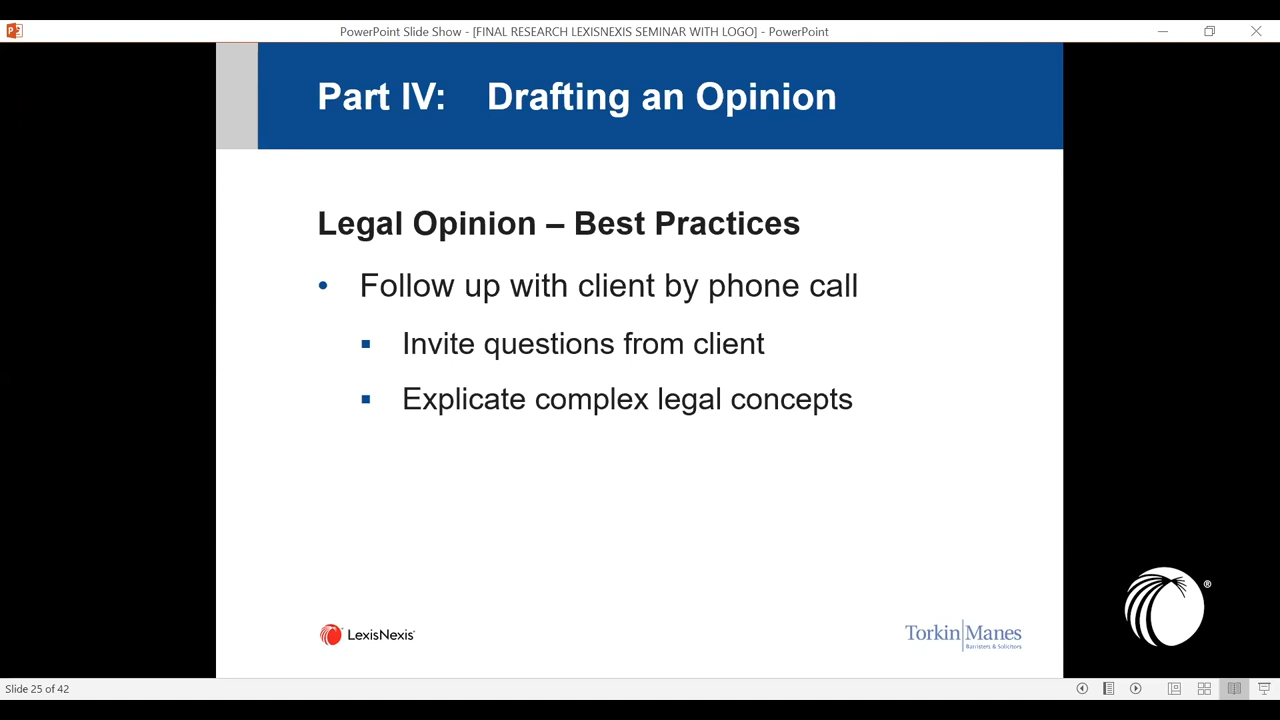 PowerPoint Slide Show - [FINAL RESEARCH LEXISNEXIS SEMINAR WITH LOGO] - PowerPoint
Part IV: Drafting an Opinion
Legal Opinion – Best Practices
• Follow up with client by phone call
▪ Invite questions from client
▪ Explicate complex legal concepts
LexisNexis®
Torkin|Manes
Barristers & Solicitors
®
Slide 25 of 42